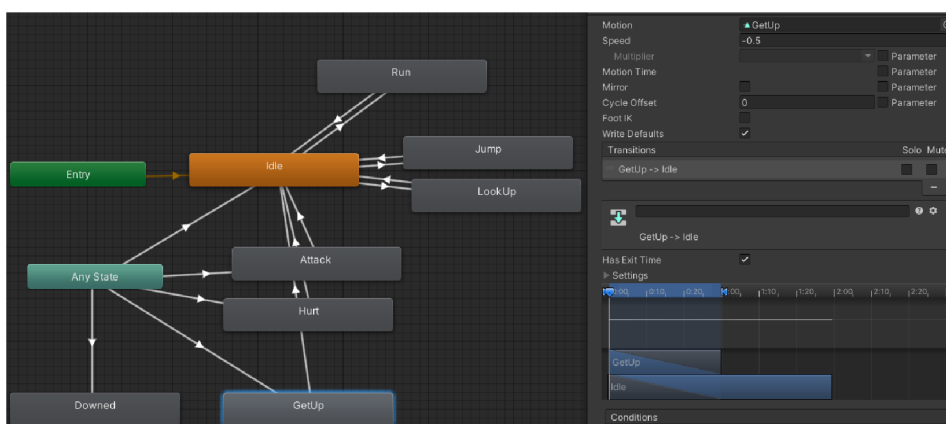 Run
Jump
Idle
Entry
LookUp
Attack
Any State
Hurt
Downed
GetUp
Motion
GetUp
Speed
-0.5
Multiplier
Parameter
Motion Time
Parameter
Mirror
Parameter
Cycle Offset
0
Parameter
Foot IK
Write Defaults
Transitions
Solo Mute
GetUp -> Idle
GetUp -> Idle
Has Exit Time
Settings
0:00, 0:10, 0:20, 1:00, 1:10, 1:20, 2:00, 2:10, 2:20,
GetUp
Idle
Conditions